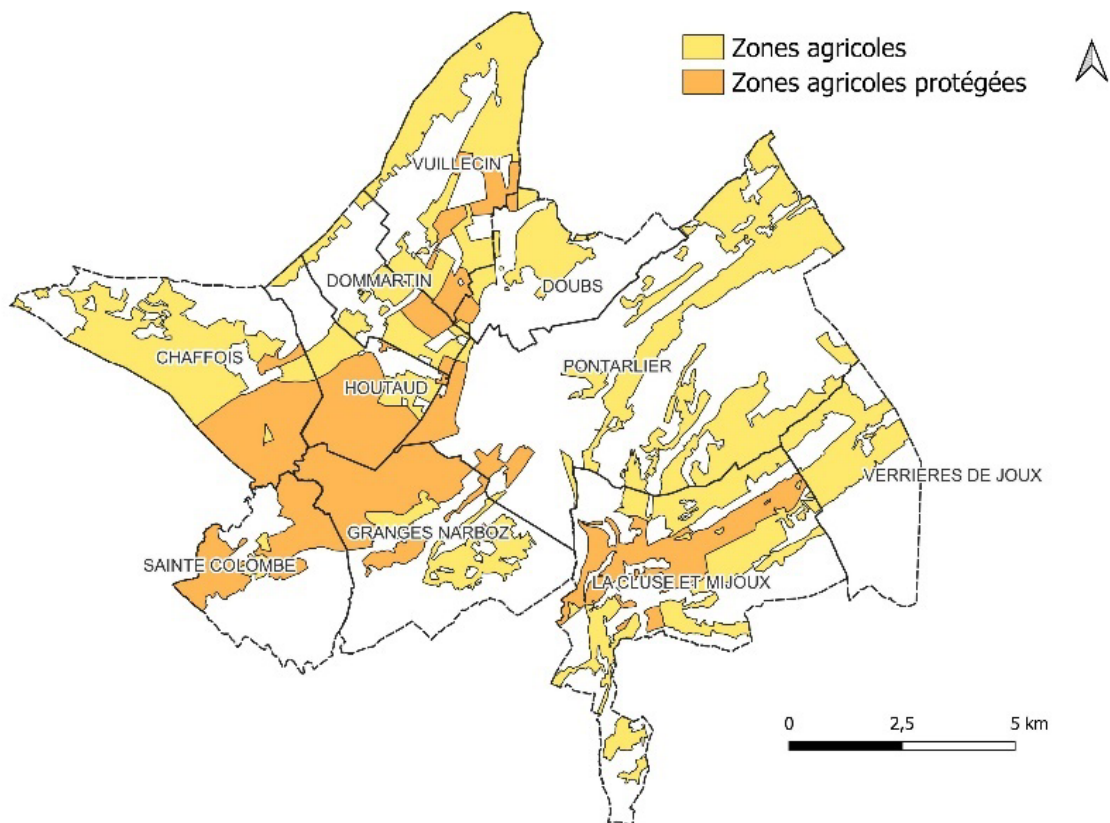 Zones agricoles
Zones agricoles protégées
VUILLECIN
DOMMARTIN
DOUBS
CHAFFOIS
HOUTAUD
PONTARLIER
VERRIERES DE JOUX
GRANGES NARBOZ
SAINTE COLOMBE
LA CLUSE ET MIJOUX
0 2,5 5 km